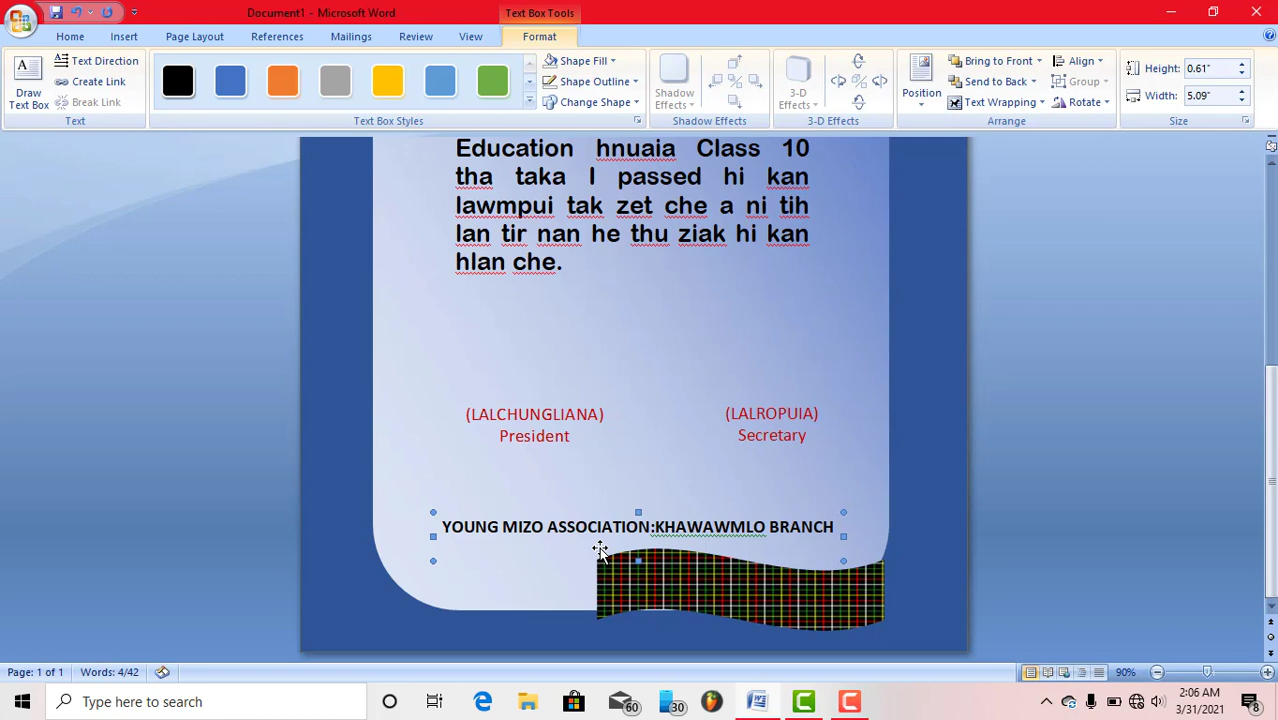 Document1 - Microsoft Word
Text Box Tools
Home Insert Page Layout References Mailings Review View Format
Draw Text Box
Text Direction
Create Link
Break Link
Text
Shape Fill
Shape Outline
Change Shape
Text Box Styles
Shadow Effects
Shadow Effects
3-D Effects
3-D Effects
Position
Bring to Front
Send to Back
Text Wrapping
Align
Group
Rotate
Arrange
Height: 0.61"
Width: 5.09"
Size
Education hnuaia Class 10
tha taka I passed hi kan
lawmpui tak zet che a ni tih
lan tir nan he thu ziak hi kan
hlan che.
(LALCHUNGLIANA)
President
(LALROPUIA)
Secretary
YOUNG MIZO ASSOCIATION:KHAWAWMLO BRANCH
Page: 1 of 1 Words: 4/42 90%
Type here to search
60
30
2:06 AM
3/31/2021
8